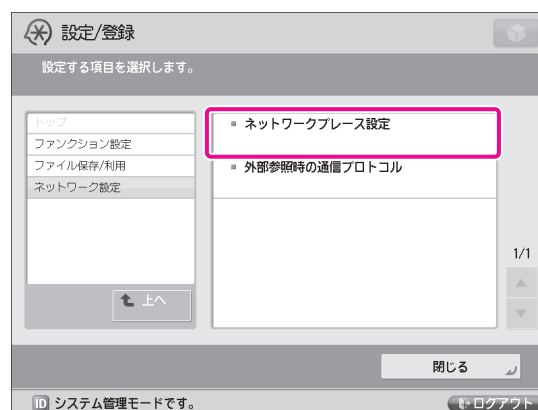 設定/登録
設定する項目を選択します。
トップ
ファンクション設定
ファイル保存/利用
ネットワーク設定
上へ
ネットワークプレース設定
外部参照時の通信プロトコル
1/1
閉じる
ID システム管理モードです。
ログアウト